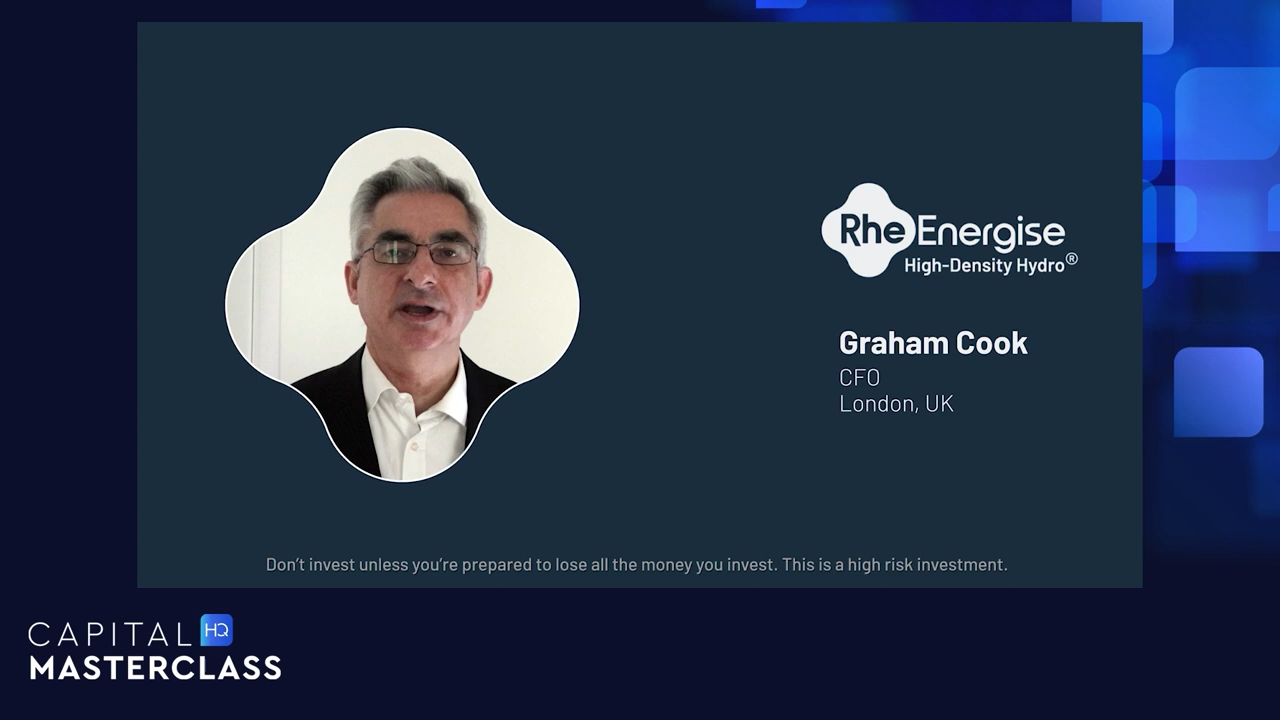 RheEnergise
High-Density Hydro®
Graham Cook
CFO
London, UK
Don’t invest unless you’re prepared to lose all the money you invest. This is a high risk investment.
CAPITAL HQ
MASTERCLASS